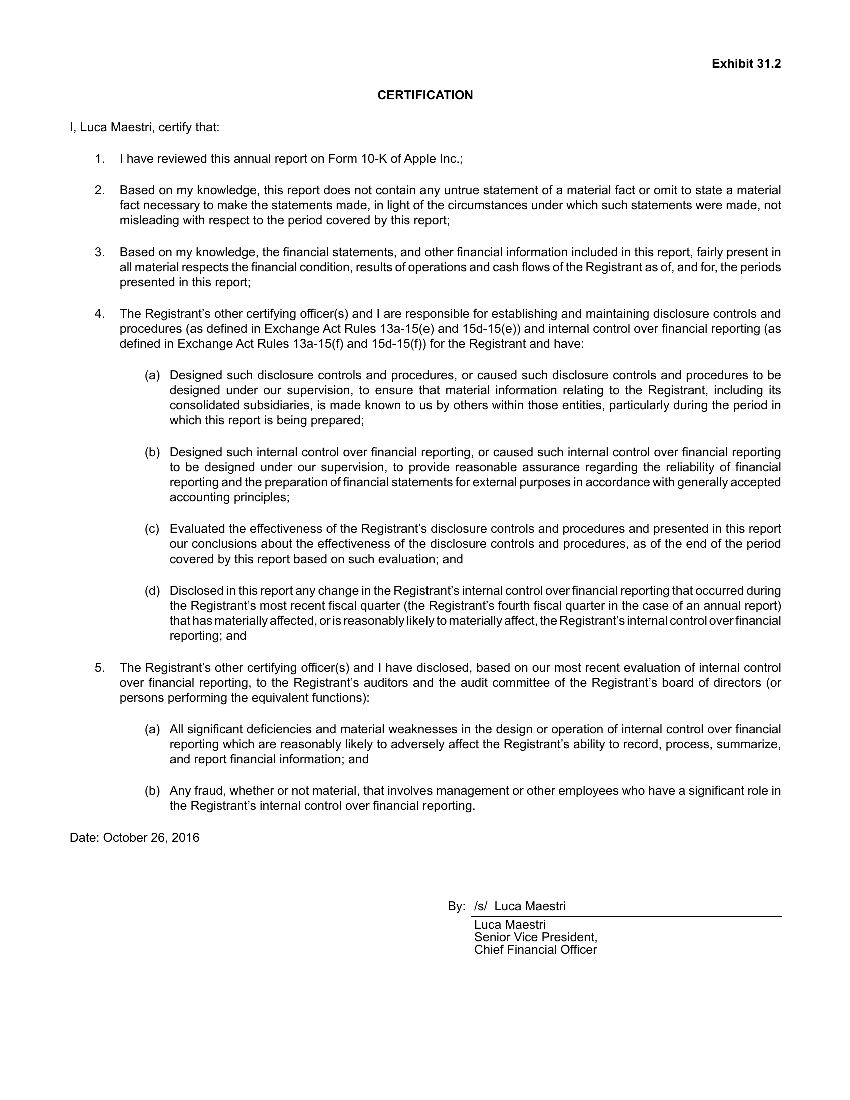 Exhibit 31.2
CERTIFICATION
I, Luca Maestri, certify that:
1. I have reviewed this annual report on Form 10-K of Apple Inc.;
2. Based on my knowledge, this report does not contain any untrue statement of a material fact or omit to state a material
fact necessary to make the statements made, in light of the circumstances under which such statements were made, not
misleading with respect to the period covered by this report;
3. Based on my knowledge, the financial statements, and other financial information included in this report, fairly present in
all material respects the financial condition, results of operations and cash flows of the Registrant as of, and for, the periods
presented in this report;
4. The Registrant’s other certifying officer(s) and I are responsible for establishing and maintaining disclosure controls and
procedures (as defined in Exchange Act Rules 13a-15(e) and 15d-15(e)) and internal control over financial reporting (as
defined in Exchange Act Rules 13a-15(f) and 15d-15(f)) for the Registrant and have:
(a) Designed such disclosure controls and procedures, or caused such disclosure controls and procedures to be
designed under our supervision, to ensure that material information relating to the Registrant, including its
consolidated subsidiaries, is made known to us by others within those entities, particularly during the period in
which this report is being prepared;
(b) Designed such internal control over financial reporting, or caused such internal control over financial reporting
to be designed under our supervision, to provide reasonable assurance regarding the reliability of financial
reporting and the preparation of financial statements for external purposes in accordance with generally accepted
accounting principles;
(c) Evaluated the effectiveness of the Registrant’s disclosure controls and procedures and presented in this report
our conclusions about the effectiveness of the disclosure controls and procedures, as of the end of the period
covered by this report based on such evaluation; and
(d) Disclosed in this report any change in the Registrant’s internal control over financial reporting that occurred during
the Registrant’s most recent fiscal quarter (the Registrant’s fourth fiscal quarter in the case of an annual report)
that has materially affected, or is reasonably likely to materially affect, the Registrant’s internal control over financial
reporting; and
5. The Registrant’s other certifying officer(s) and I have disclosed, based on our most recent evaluation of internal control
over financial reporting, to the Registrant’s auditors and the audit committee of the Registrant’s board of directors (or
persons performing the equivalent functions):
(a) All significant deficiencies and material weaknesses in the design or operation of internal control over financial
reporting which are reasonably likely to adversely affect the Registrant’s ability to record, process, summarize,
and report financial information; and
(b) Any fraud, whether or not material, that involves management or other employees who have a significant role in
the Registrant’s internal control over financial reporting.
Date: October 26, 2016
By: /s/ Luca Maestri
Luca Maestri
Senior Vice President,
Chief Financial Officer